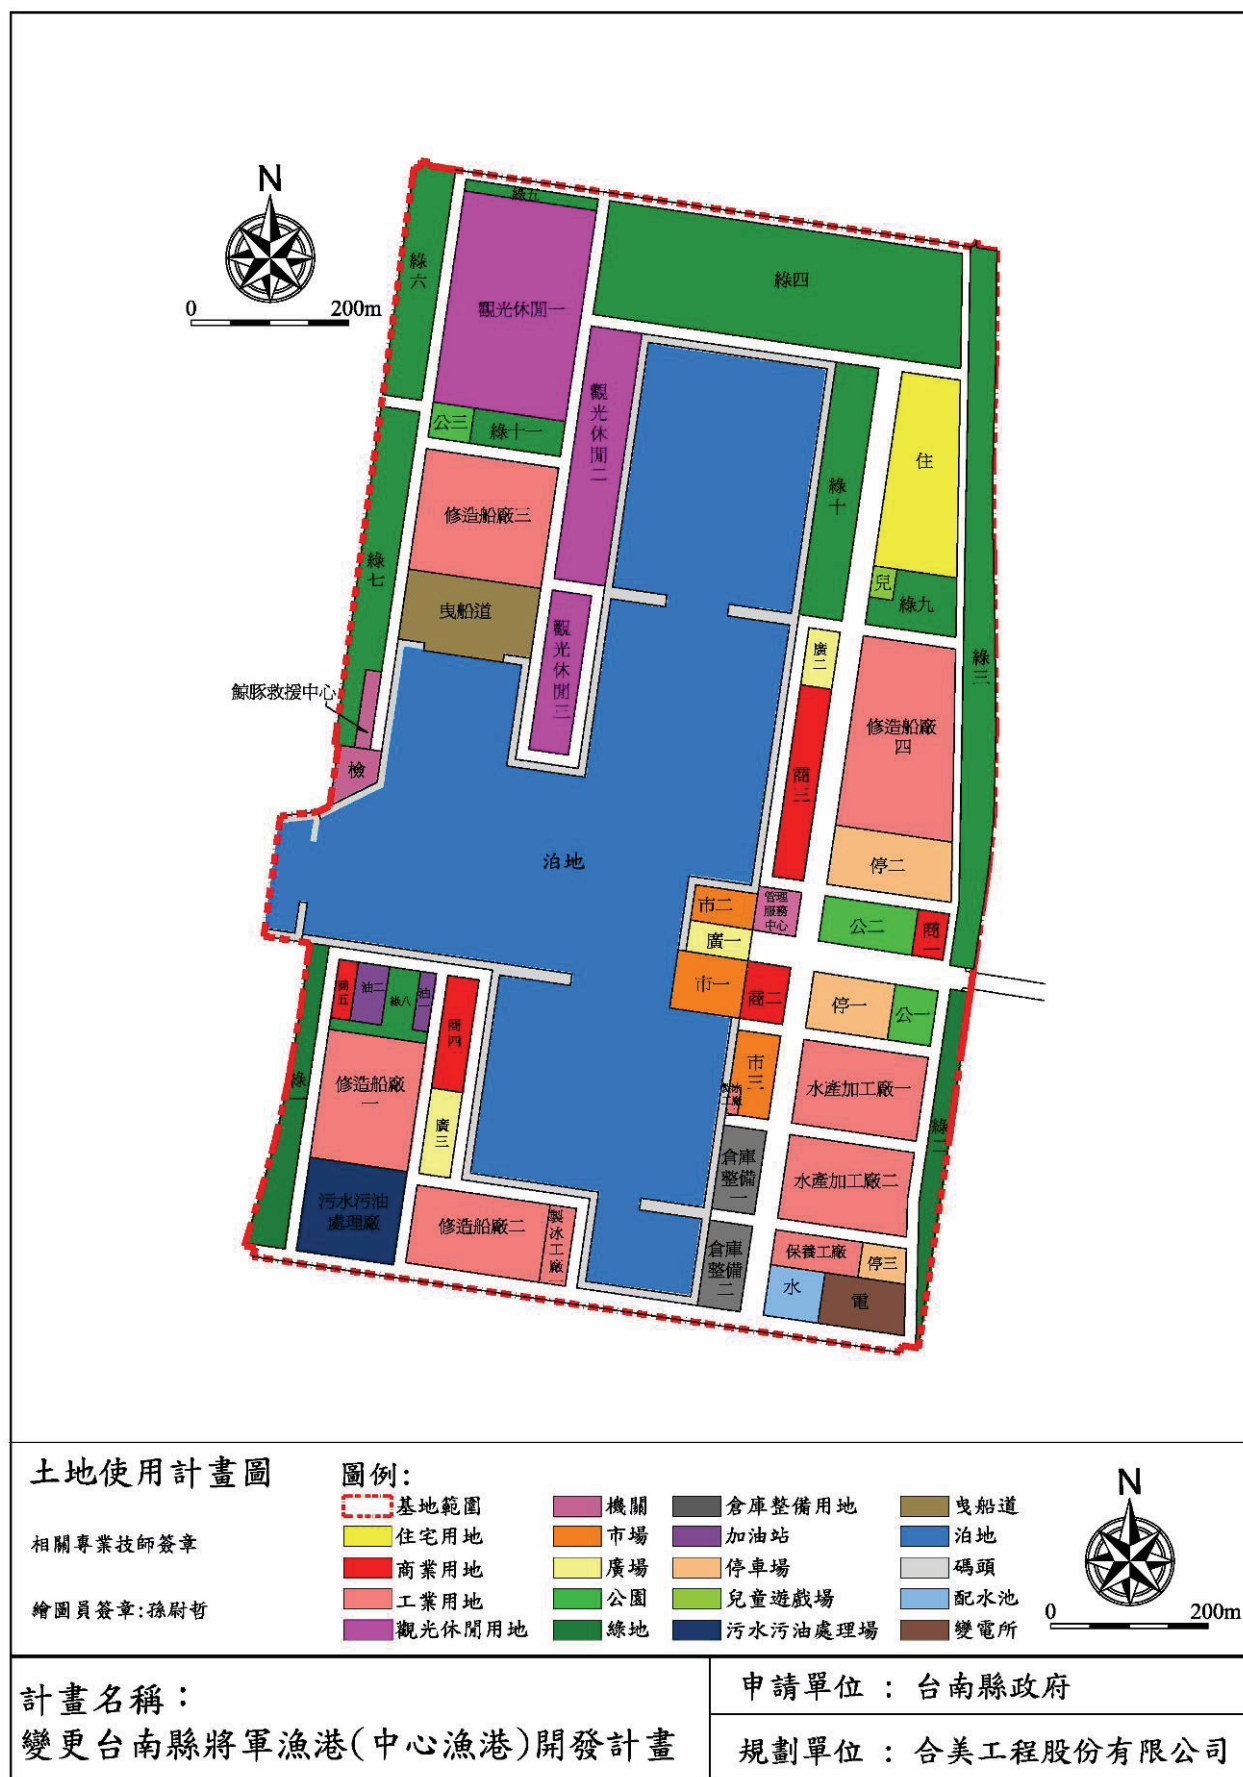 N
0 200m
綠五
綠六
綠四
觀光休閒一
觀光休閒二
公三
綠十一
住
綠十
修造船廠三
綠七
兒
綠九
曳船道
觀光休閒三
廣二
綠三
鯨豚救援中心
修造船廠
四
檢
商三
泊地
停二
市二
管理
服務
中心
公二
商一
廣一
市一
商二
停一
公一
商五
油二
綠八
油一
商四
市三
修造船廠
一
綠一
水產加工廠一
製冰
工廠
廣三
綠二
倉庫
整備
一
水產加工廠二
污水污油
處理廠
修造船廠二
製冰工廠一
倉庫
整備
二
保養工廠
停三
水
電
土地使用計畫圖
相關專業技師簽章
繪圖員簽章:孫尉哲
圖例:
基地範圍 機關 倉庫整備用地 曳船道
住宅用地 市場 加油站 泊地
商業用地 廣場 停車場 碼頭
工業用地 公園 兒童遊戲場 配水池
觀光休閒用地 綠地 污水污油處理場 變電所
N
0 200m
計畫名稱：
變更台南縣將軍漁港(中心漁港)開發計畫
申請單位 ： 台南縣政府
規劃單位 ： 合美工程股份有限公司